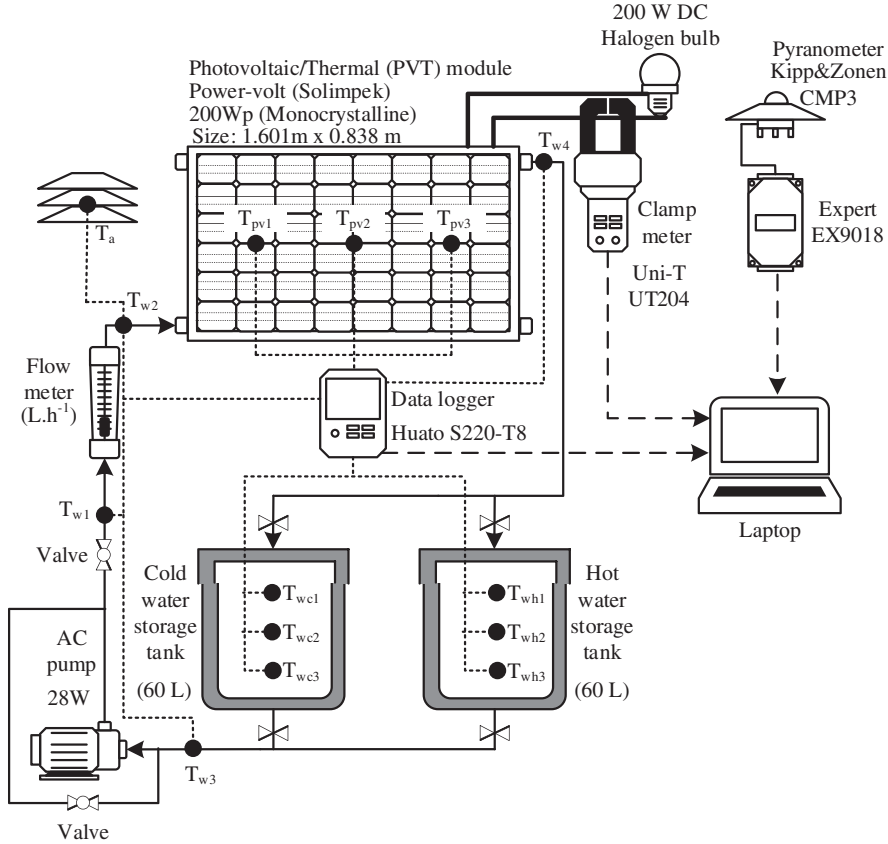 200 W DC
Halogen bulb
Pyranometer
Kipp&Zonen
CMP3
Photovoltaic/Thermal (PVT) module
Power-volt (Solimpek)
200Wp (Monocrystalline)
Size: 1.601m x 0.838 m
Tw4
Ta
Tpv1
Tpv2
Tpv3
Clamp
meter
Uni-T
UT204
Expert
EX9018
Tw2
Flow
meter
(L.h-1)
Data logger
Huato S220-T8
Laptop
Tw1
Valve
Cold
water
storage
tank
(60 L)
Twc1
Twc2
Twc3
Twh1
Twh2
Twh3
Hot
water
storage
tank
(60 L)
AC
pump
28W
Tw3
Valve